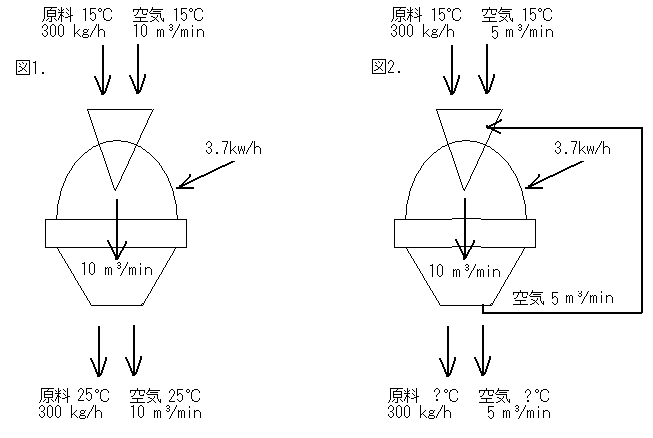 原料 15℃ 空気 15℃
300 kg/h 10 m³/min
図1.
3.7kw/h
10 m³/min
原料 25℃ 空気 25℃
300 kg/h 10 m³/min
原料 15℃ 空気 15℃
300 kg/h 5 m³/min
図2.
3.7kw/h
10 m³/min
空気 5 m³/min
原料 ?℃ 空気 ?℃
300 kg/h 5 m³/min